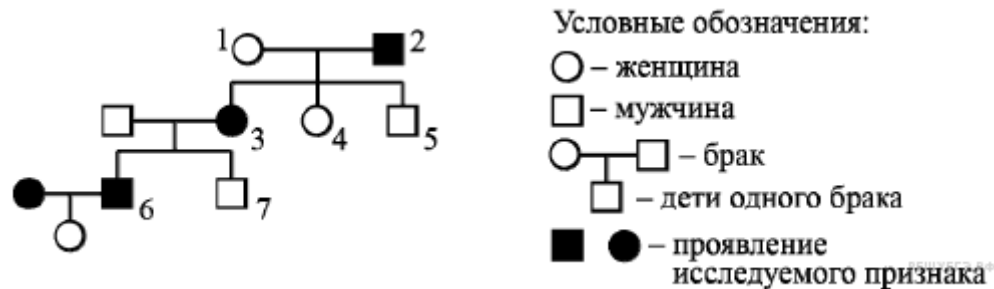 1
2
3
4
5
6
7
Условные обозначения:
– женщина
– мужчина
– брак
– дети одного брака
– проявление
исследуемого признака